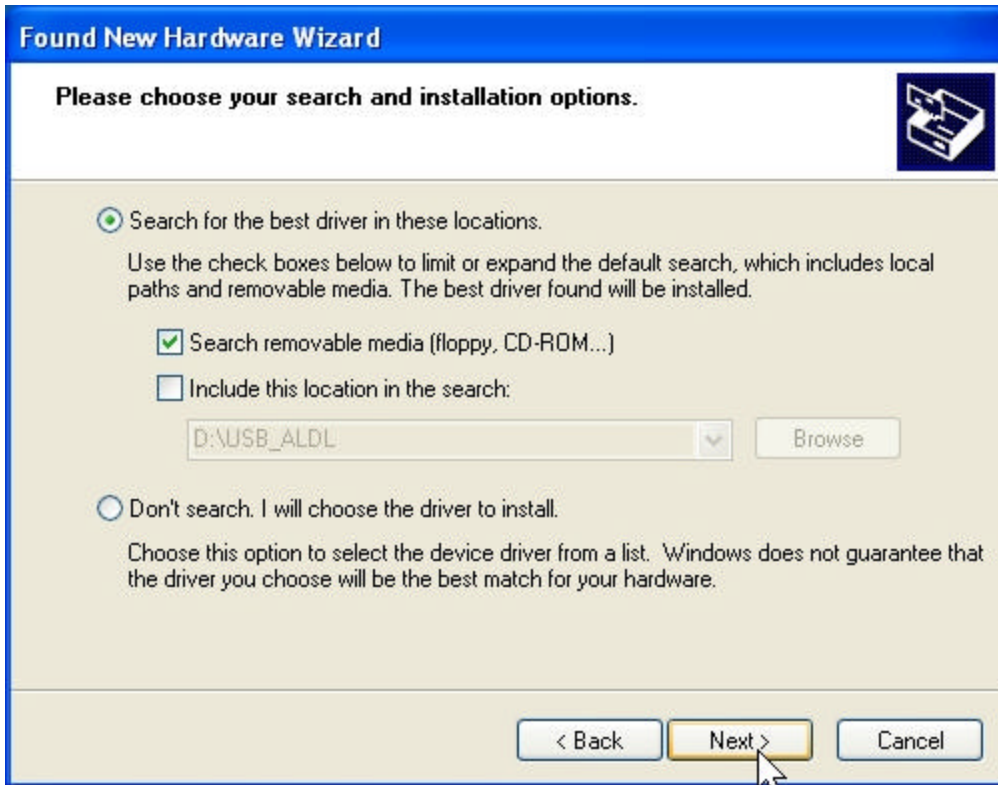 Found New Hardware Wizard
Please choose your search and installation options.
Search for the best driver in these locations.
Use the check boxes below to limit or expand the default search, which includes local
paths and removable media. The best driver found will be installed.
Search removable media (floppy, CD-ROM...)
Include this location in the search:
D:\USB_ALDL
Browse
Don't search. I will choose the driver to install.
Choose this option to select the device driver from a list. Windows does not guarantee that
the driver you choose will be the best match for your hardware.
< Back
Next >
Cancel